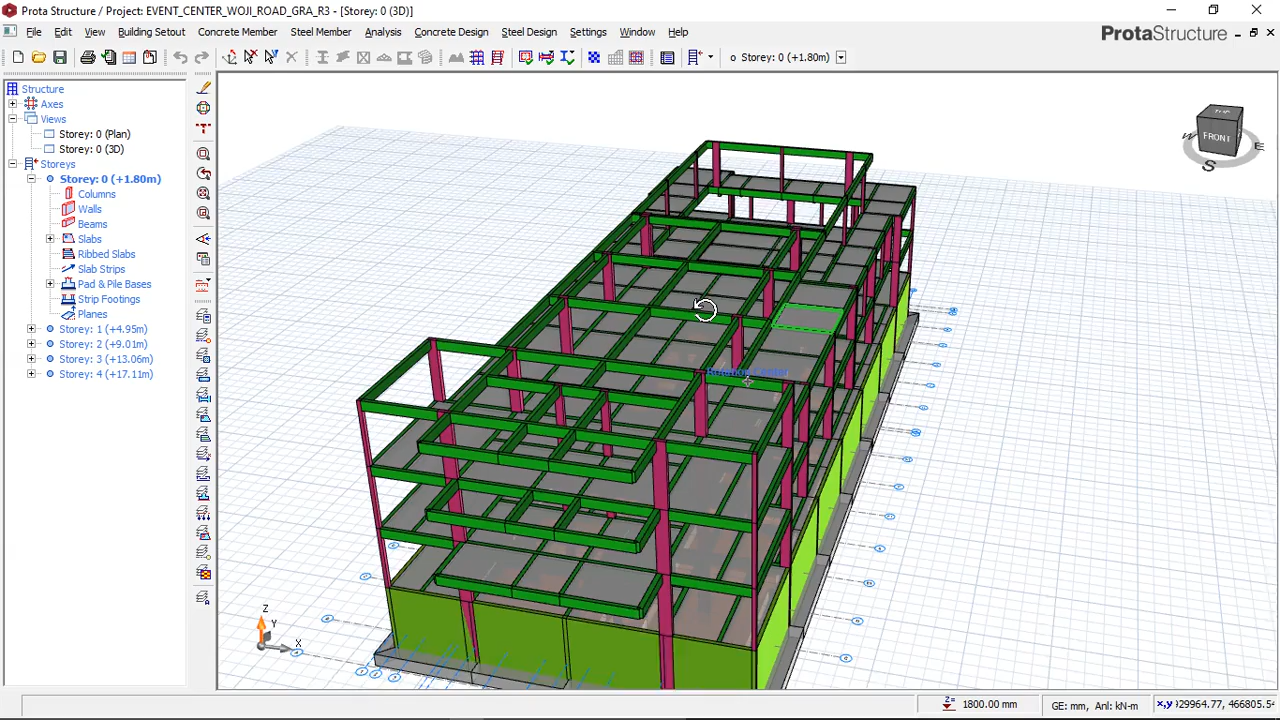 Prota Structure / Project: EVENT_CENTER_WOJI_ROAD_GRA_R3 - [Storey: 0 (3D)]
File Edit View Building Setout Concrete Member Steel Member Analysis Concrete Design Steel Design Settings Window Help
ProtaStructure
o Storey: 0 (+1.80m)
Structure
Axes
Views
Storey: 0 (Plan)
Storey: 0 (3D)
Storeys
Storey: 0 (+1.80m)
Columns
Walls
Beams
Slabs
Ribbed Slabs
Slab Strips
Pad & Pile Bases
Strip Footings
Planes
Storey: 1 (+4.95m)
Storey: 2 (+9.01m)
Storey: 3 (+13.06m)
Storey: 4 (+17.11m)
FRONT
W
E
S
Rotation Center
Z
Y
X
Z=
1800.00 mm
GE: mm, Anl: kN-m
x,y